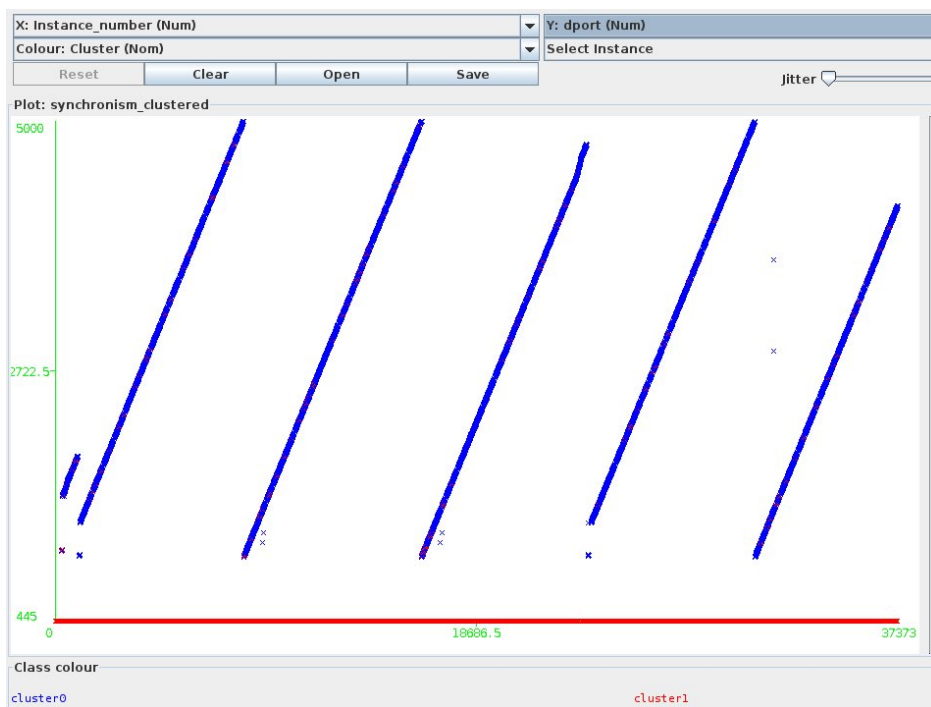 X: Instance_number (Num) Y: dport (Num)
Colour: Cluster (Nom) Select Instance
Reset Clear Open Save Jitter
Plot: synchronism_clustered
5000
2722.5
445
0 18686.5 37373
Class colour
cluster0 cluster1